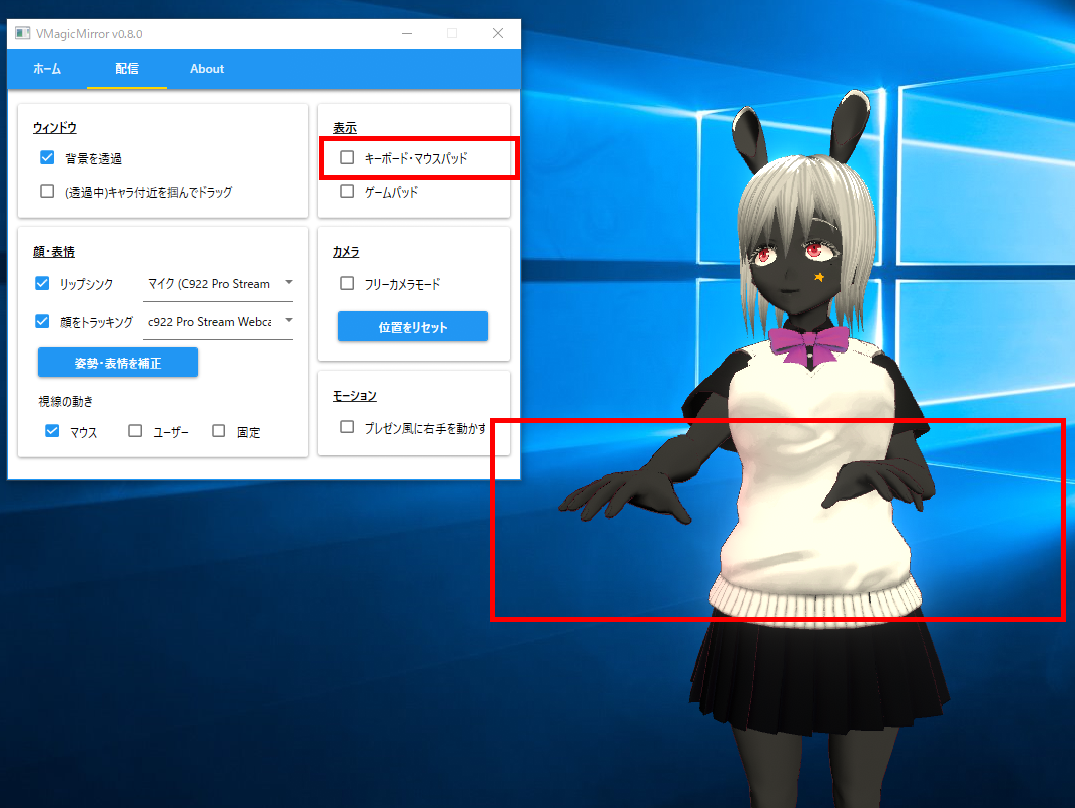 VMagicMirror v0.8.0
ホーム 配信 About
ウィンドウ
背景を透過
(透過中)キャラ付近を掴んでドラッグ
表示
キーボード・マウスパッド
ゲームパッド
顔・表情
リップシンク マイク (C922 Pro Stream
顔をトラッキング c922 Pro Stream Webca
姿勢・表情を補正
視線の動き
マウス ユーザー 固定
カメラ
フリーカメラモード
位置をリセット
モーション
プレゼン風に右手を動かす